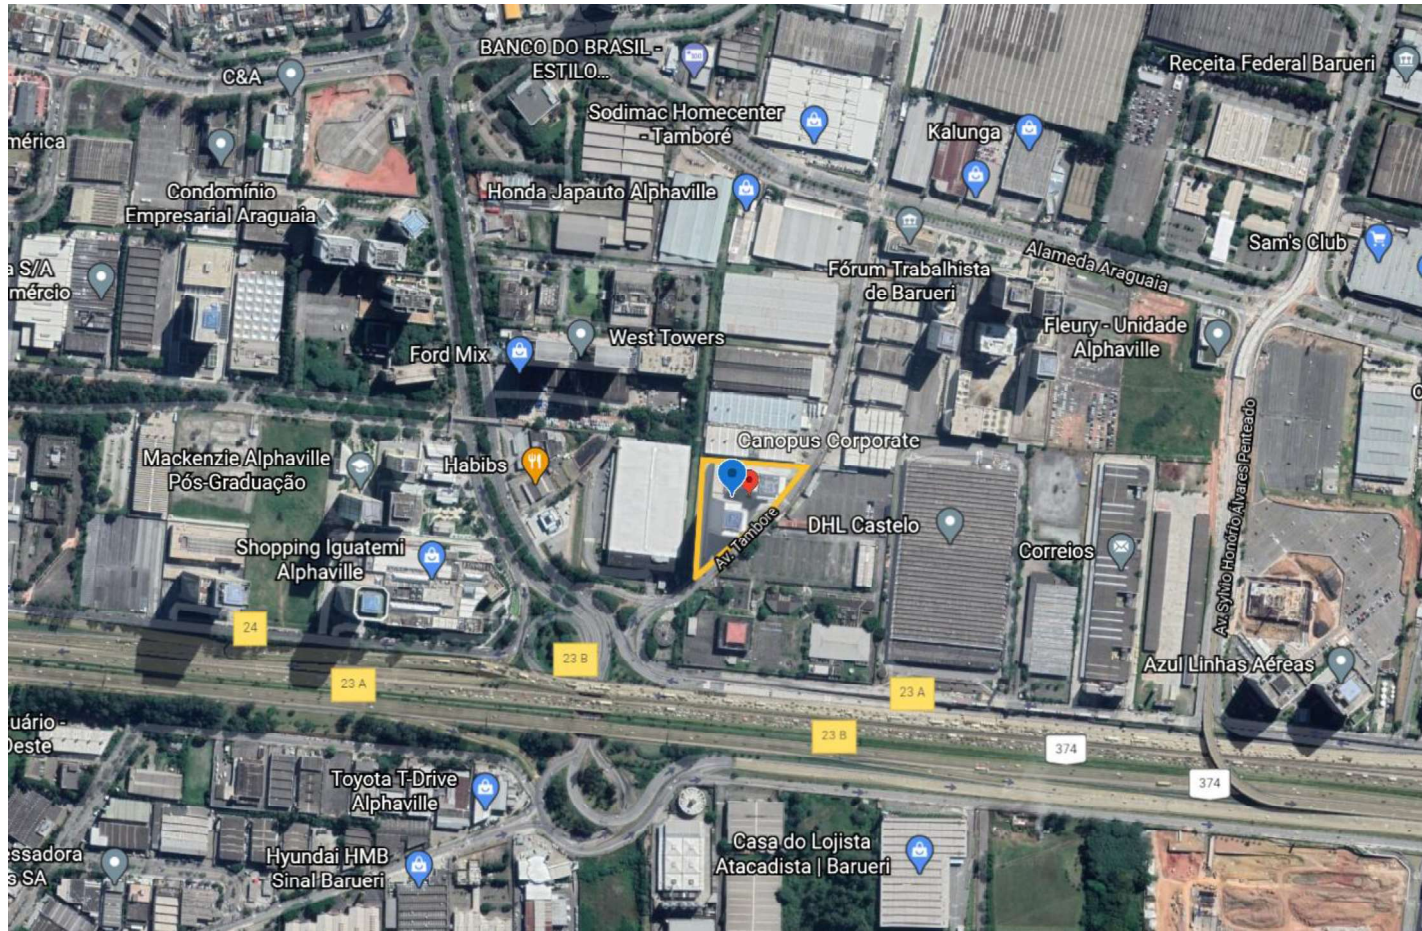 BANCO DO BRASIL -
ESTILO...
C&A
Receita Federal Barueri
Sodimac Homecenter
- Tamboré
Kalunga
mérica
Condomínio
Empresarial Araguaia
Honda Japauto Alphaville
Sam's Club
a S/A
mércio
Fórum Trabalhista
de Barueri
Alameda Araguaia
Fleury - Unidade
Alphaville
West Towers
Ford Mix
Canopus Corporate
Mackenzie Alphaville
Pós-Graduação
Habibs
Av. Sylvio Honório Álvares Penteado
DHL Castelo
Av. Tambore
Shopping Iguatemi
Alphaville
Correios
24
23 B
23 A
23 A
Azul Linhas Aéreas
suário -
Oeste
23 B
374
374
Toyota T-Drive
Alphaville
Casa do Lojista
Atacadista | Barueri
essadora
s SA
Hyundai HMB
Sinal Barueri